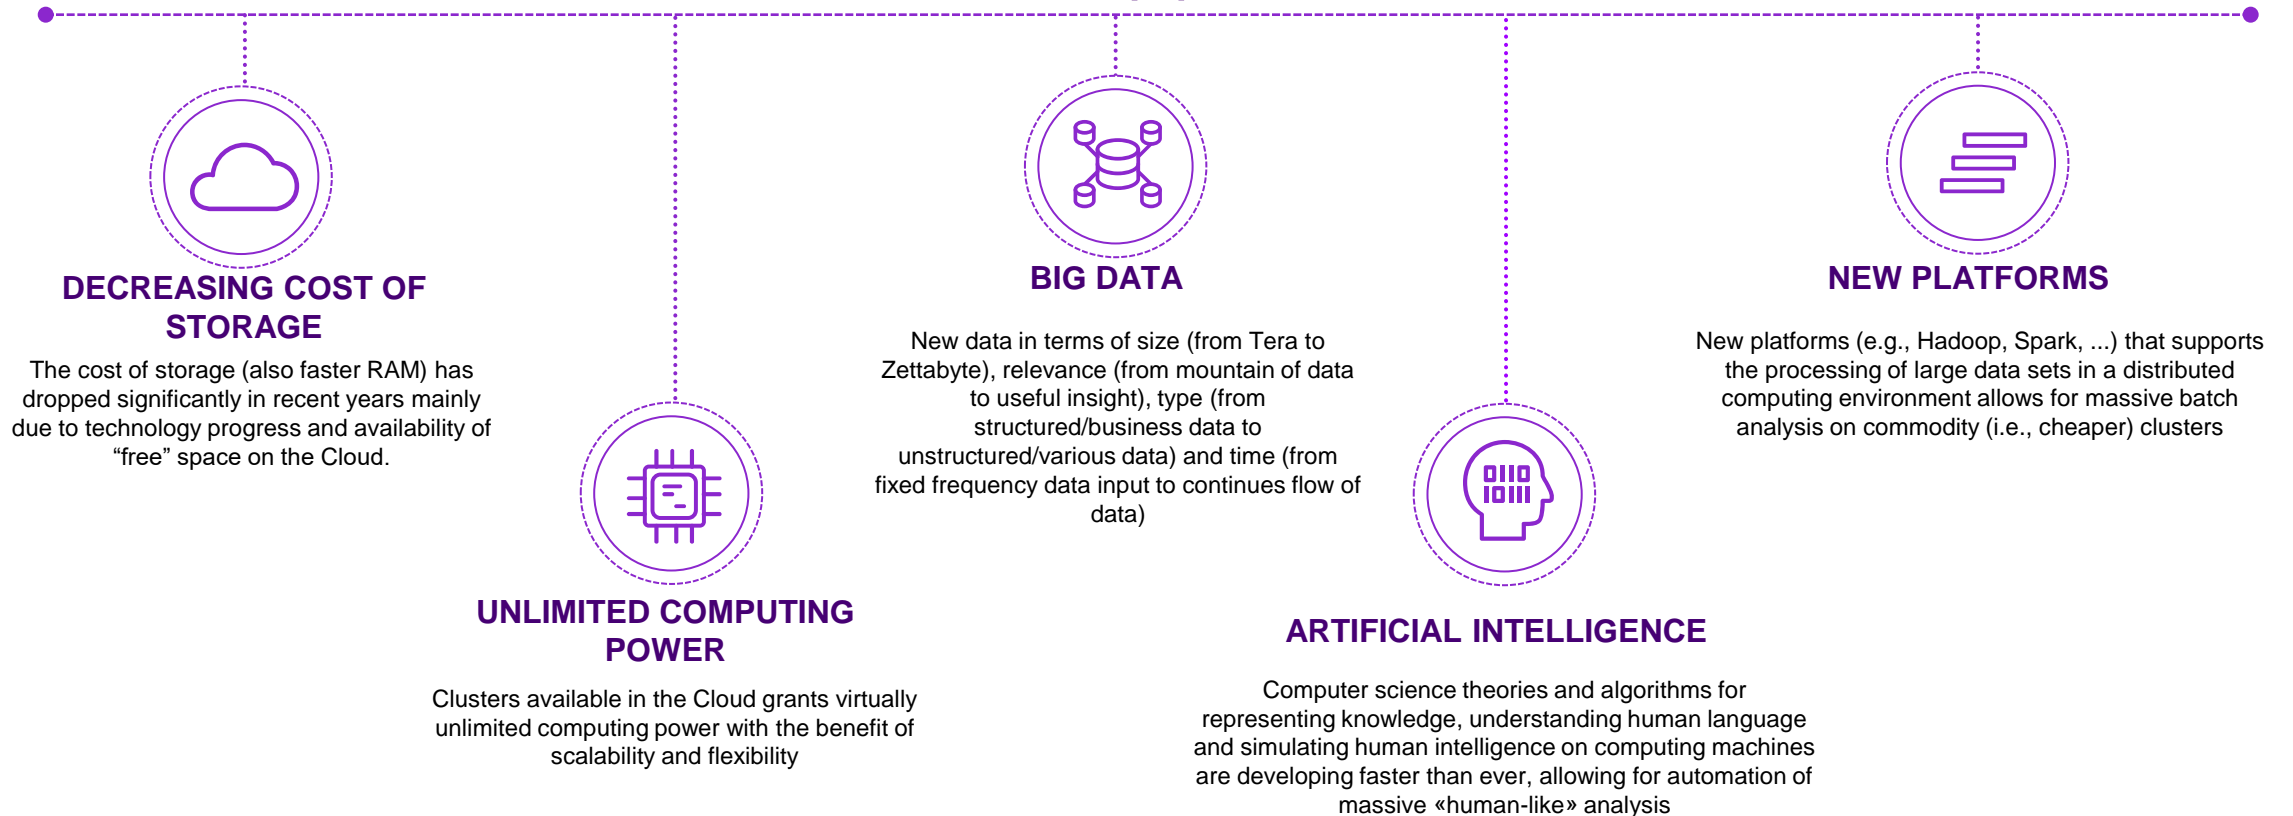 DECREASING COST OF
STORAGE
The cost of storage (also faster RAM) has
dropped significantly in recent years mainly
due to technology progress and availability of
“free” space on the Cloud.
UNLIMITED COMPUTING
POWER
Clusters available in the Cloud grants virtually
unlimited computing power with the benefit of
scalability and flexibility
BIG DATA
New data in terms of size (from Tera to
Zettabyte), relevance (from mountain of data
to useful insight), type (from
structured/business data to
unstructured/various data) and time (from
fixed frequency data input to continues flow of
data)
ARTIFICIAL INTELLIGENCE
Computer science theories and algorithms for
representing knowledge, understanding human language
and simulating human intelligence on computing machines
are developing faster than ever, allowing for automation of
massive «human-like» analysis
NEW PLATFORMS
New platforms (e.g., Hadoop, Spark, ...) that supports
the processing of large data sets in a distributed
computing environment allows for massive batch
analysis on commodity (i.e., cheaper) clusters